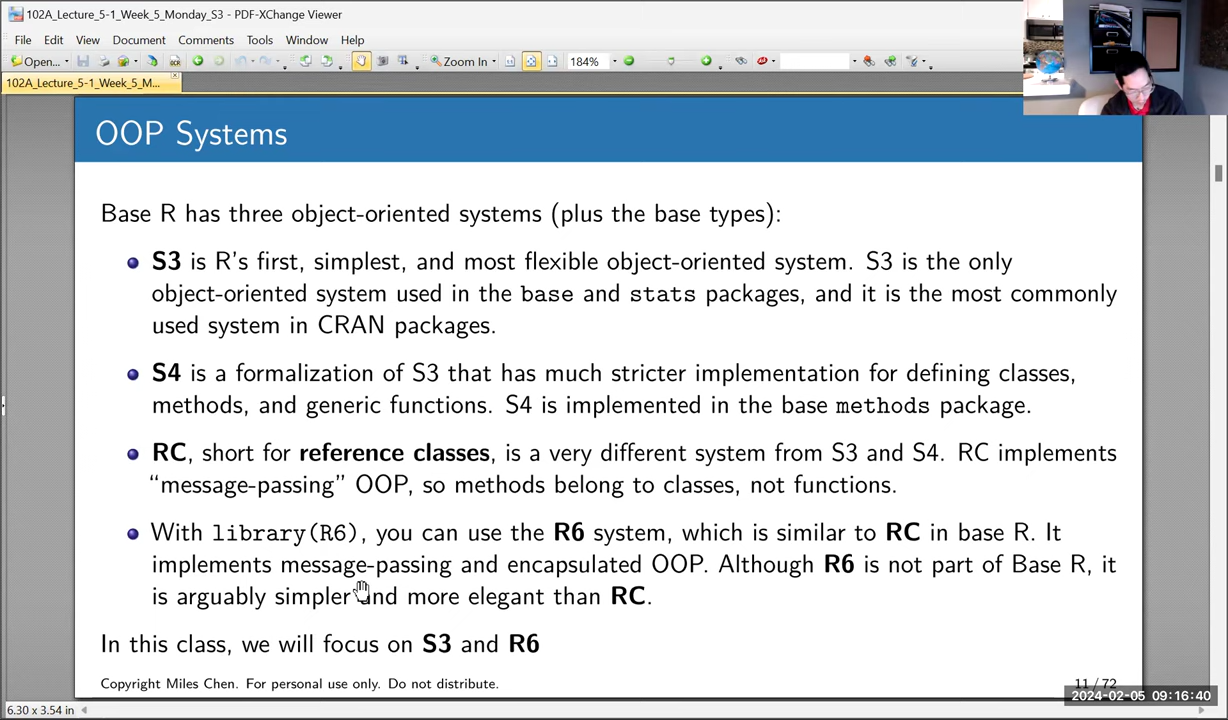 102A_Lecture_5-1_Week_5_Monday_S3 - PDF-XChange Viewer
File Edit View Document Comments Tools Window Help
Open... OCR Zoom In 184%
102A_Lecture_5-1_Week_5_M...
OOP Systems
Base R has three object-oriented systems (plus the base types):
S3 is R's first, simplest, and most flexible object-oriented system. S3 is the only
object-oriented system used in the base and stats packages, and it is the most commonly
used system in CRAN packages.
S4 is a formalization of S3 that has much stricter implementation for defining classes,
methods, and generic functions. S4 is implemented in the base methods package.
RC, short for reference classes, is a very different system from S3 and S4. RC implements
“message-passing” OOP, so methods belong to classes, not functions.
With library(R6), you can use the R6 system, which is similar to RC in base R. It
implements message-passing and encapsulated OOP. Although R6 is not part of Base R, it
is arguably simpler and more elegant than RC.
In this class, we will focus on S3 and R6
Copyright Miles Chen. For personal use only. Do not distribute.
11 / 72
2024-02-05 09:16:40
6.30 x 3.54 in